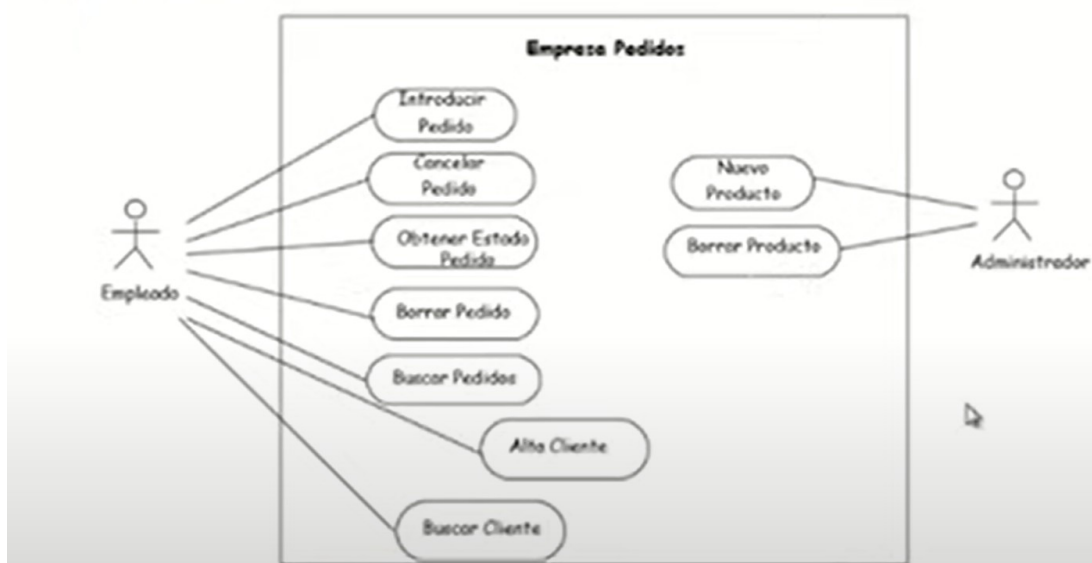 Empresa Pedidos
Introducir
Pedido
Cancelar
Pedido
Obtener Estado
Pedido
Borrar Pedido
Buscar Pedidos
Alta Cliente
Buscar Cliente
Empleado
Nuevo
Producto
Borrar Producto
Administrador